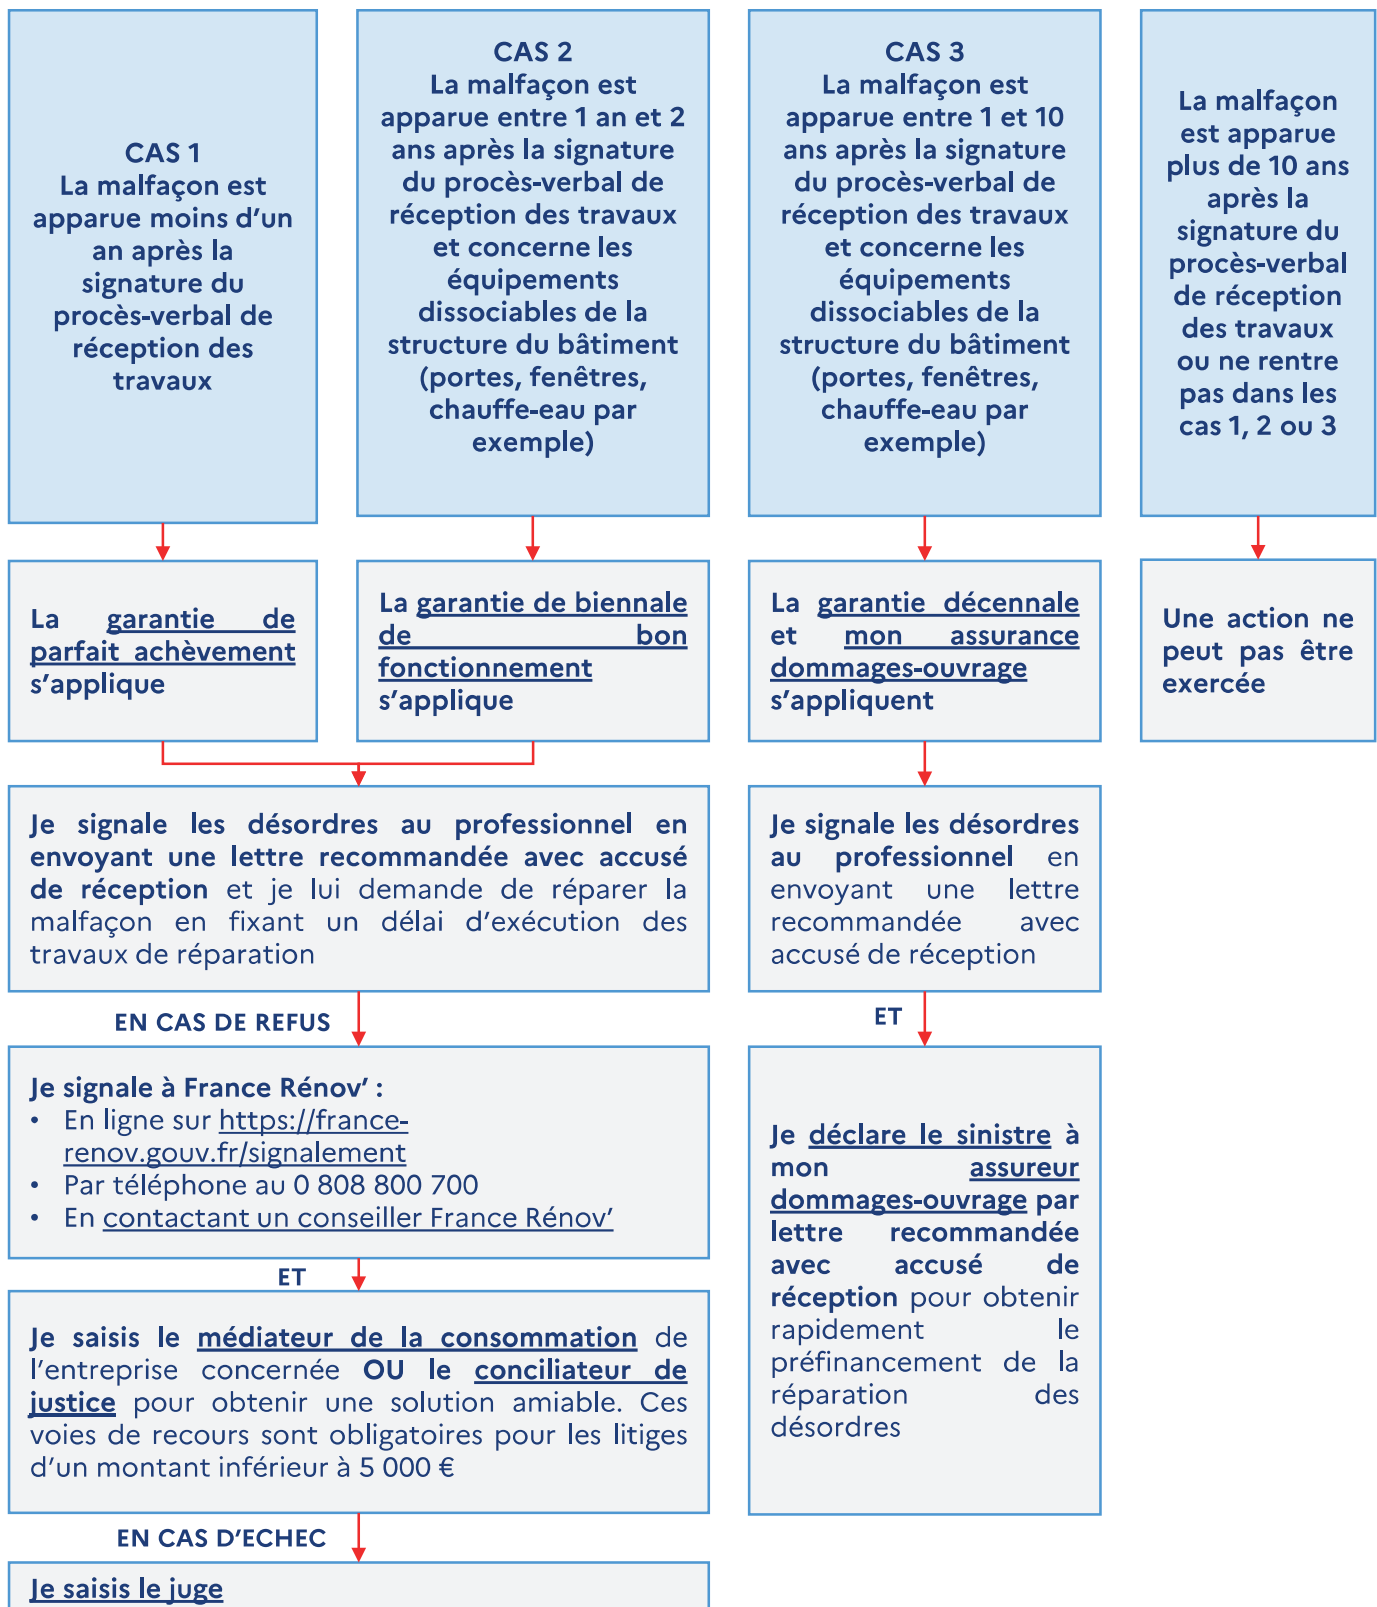 CAS 1
La malfaçon est
apparue moins d'un
an après la
signature du
procès-verbal de
réception des
travaux
CAS 2
La malfaçon est
apparue entre 1 an et 2
ans après la signature
du procès-verbal de
réception des travaux
et concerne les
équipements
dissociables de la
structure du bâtiment
(portes, fenêtres,
chauffe-eau par
exemple)
CAS 3
La malfaçon est
apparue entre 1 et 10
ans après la signature
du procès-verbal de
réception des travaux
et concerne les
équipements
dissociables de la
structure du bâtiment
(portes, fenêtres,
chauffe-eau par
exemple)
La malfaçon
est apparue
plus de 10 ans
après la
signature du
procès-verbal
de réception
des travaux
ou ne rentre
pas dans les
cas 1, 2 ou 3
La garantie de
parfait achèvement
s'applique
La garantie de biennale
de bon
fonctionnement
s'applique
La garantie décennale
et mon assurance
dommages-ouvrage
s'appliquent
Une action ne
peut pas être
exercée
Je signale les désordres au professionnel en
envoyant une lettre recommandée avec accusé
de réception et je lui demande de réparer la
malfaçon en fixant un délai d'exécution des
travaux de réparation
Je signale les désordres
au professionnel en
envoyant une lettre
recommandée avec
accusé de réception
EN CAS DE REFUS
ET
Je signale à France Rénov' :
• En ligne sur https://france-
renov.gouv.fr/signalement
• Par téléphone au 0 808 800 700
• En contactant un conseiller France Rénov'
Je déclare le sinistre à
mon assureur
dommages-ouvrage par
lettre recommandée
avec accusé de
réception pour obtenir
rapidement le
préfinancement de la
réparation des
désordres
ET
Je saisis le médiateur de la consommation de
l'entreprise concernée OU le conciliateur de
justice pour obtenir une solution amiable. Ces
voies de recours sont obligatoires pour les litiges
d'un montant inférieur à 5 000 €
EN CAS D'ECHEC
Je saisis le juge